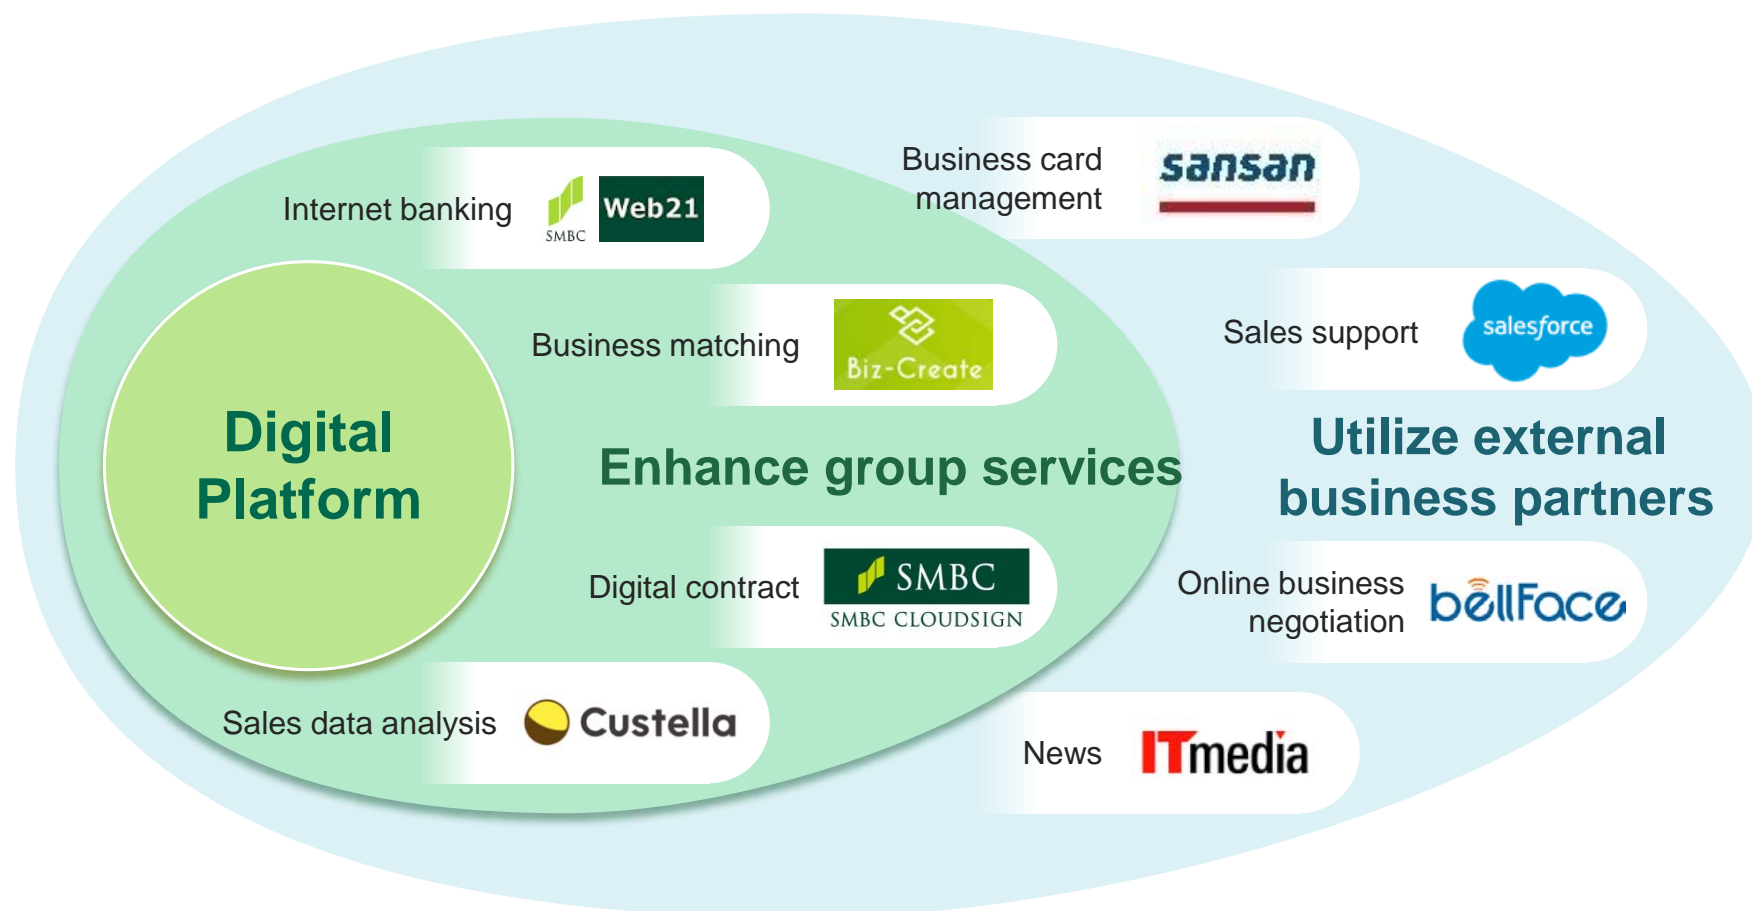 Internet banking
SMBC
Web21
Business card
management
sansan
Business matching
Biz-Create
Sales support
salesforce
Digital
Platform
Enhance group services
Utilize external
business partners
Digital contract
SMBC
SMBC CLOUDSIGN
Online business
negotiation
bellFace
Sales data analysis
Custella
News
ITmedia